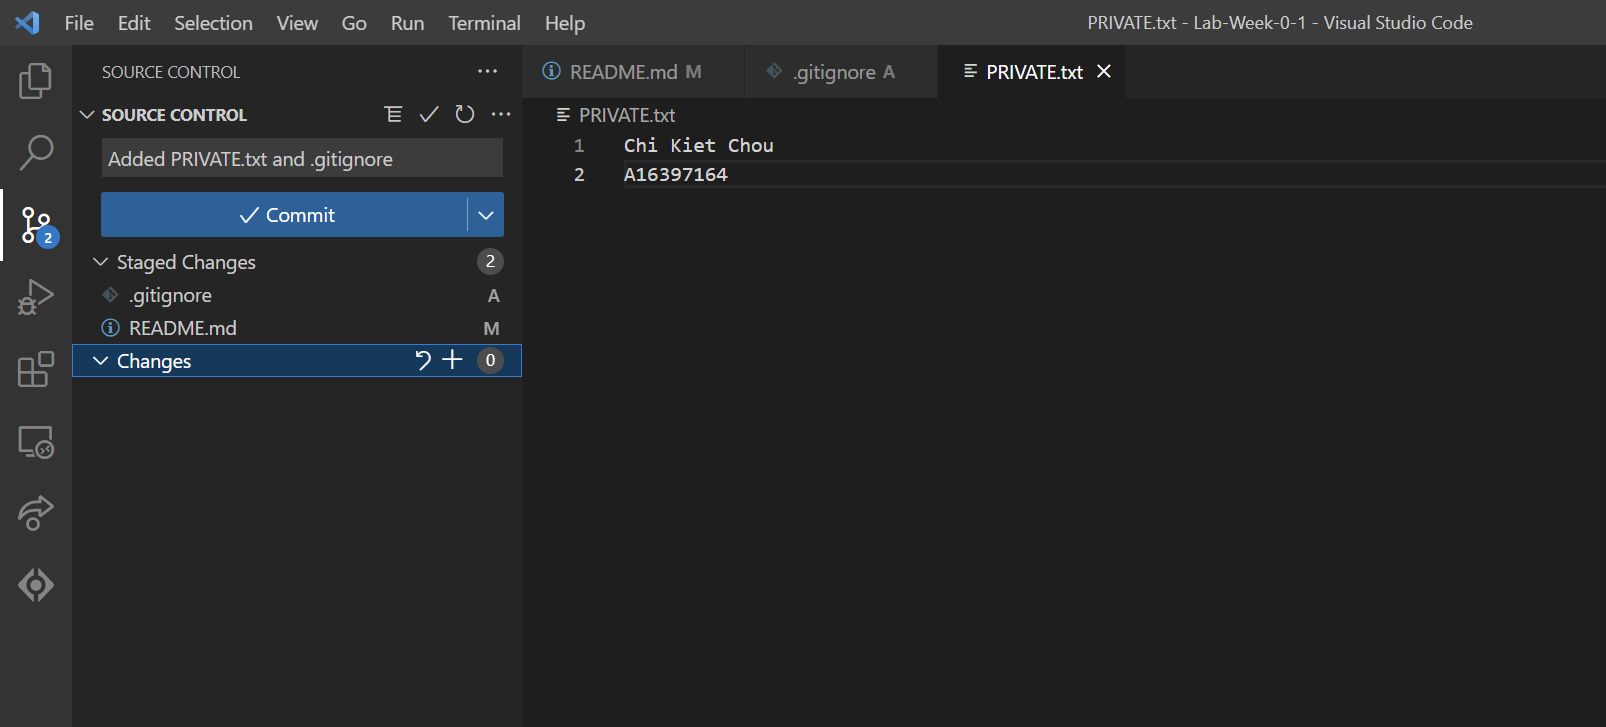 File Edit Selection View Go Run Terminal Help
PRIVATE.txt - Lab-Week-0-1 - Visual Studio Code
SOURCE CONTROL
SOURCE CONTROL
Added PRIVATE.txt and .gitignore
Commit
Staged Changes 2
.gitignore A
README.md M
Changes 0
2
README.md M
.gitignore A
PRIVATE.txt
PRIVATE.txt
1 Chi Kiet Chou
2 A16397164